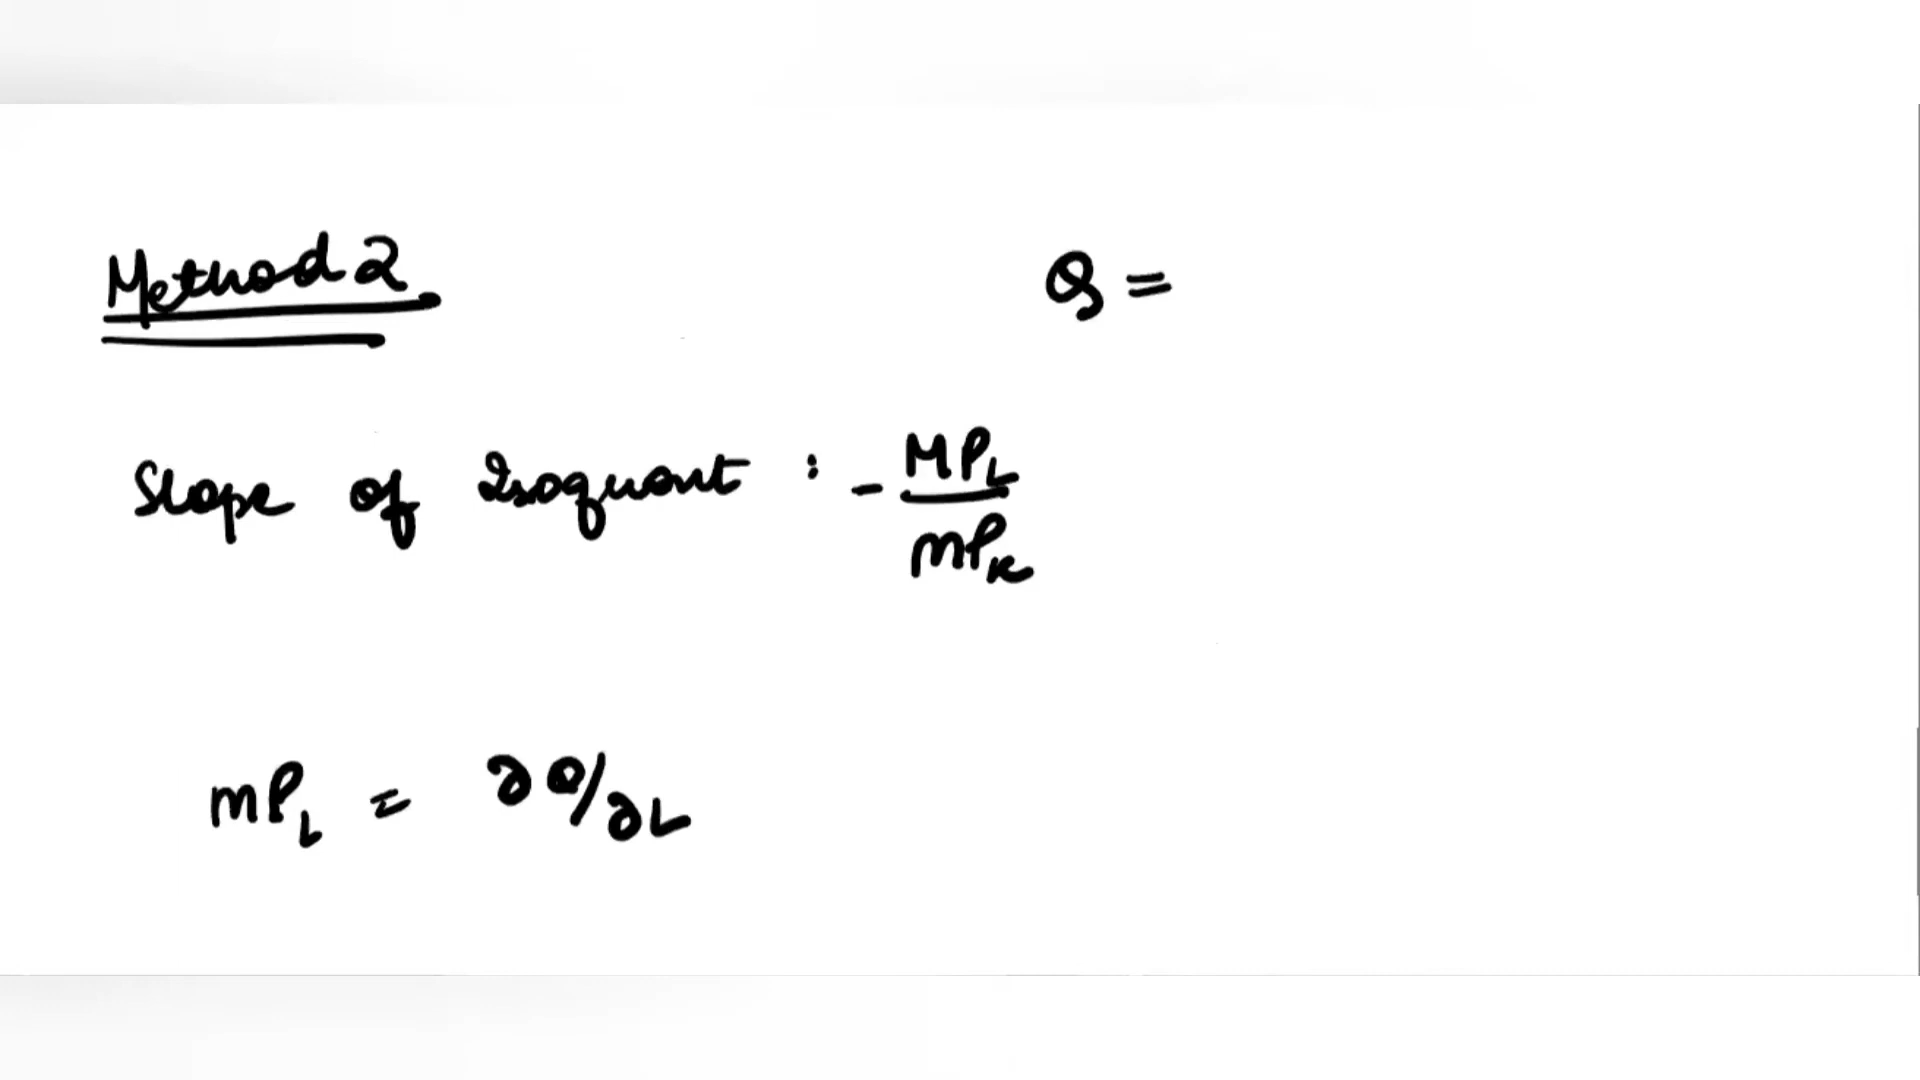 Method 2
Q =
Slope of Isoquant : - MPL/MPK
MPL = ∂Q/∂L